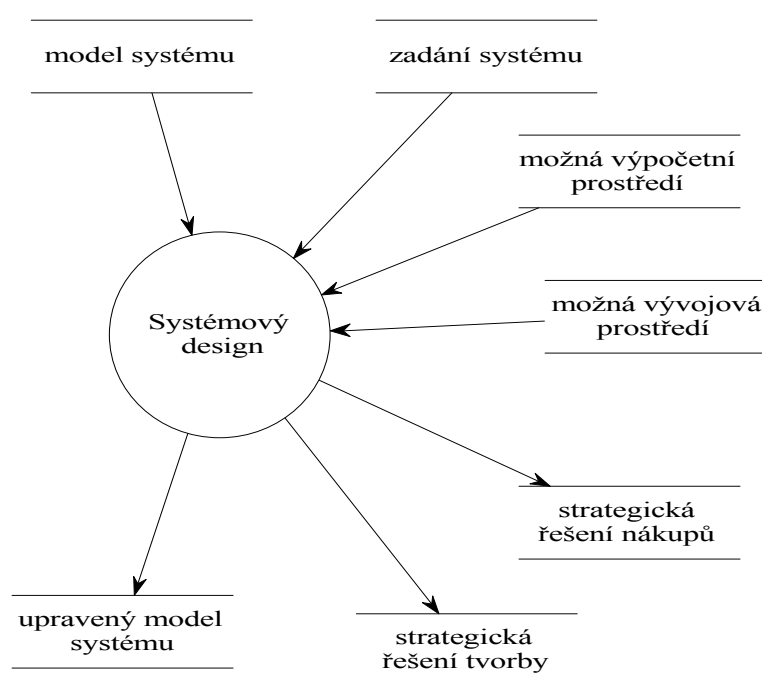 model systému
zadání systému
možná výpočetní
prostředí
možná vývojová
prostředí
Systémový
design
strategická
řešení nákupů
upravený model
systému
strategická
řešení tvorby